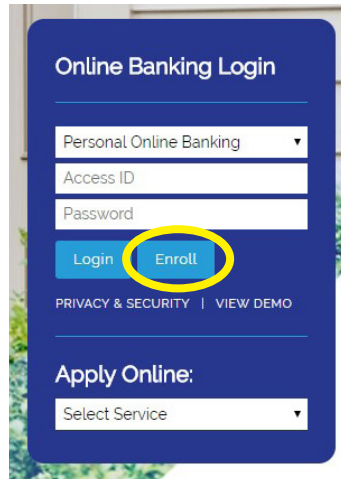 Online Banking Login
Personal Online Banking
Access ID
Password
Login Enroll
PRIVACY & SECURITY | VIEW DEMO
Apply Online:
Select Service